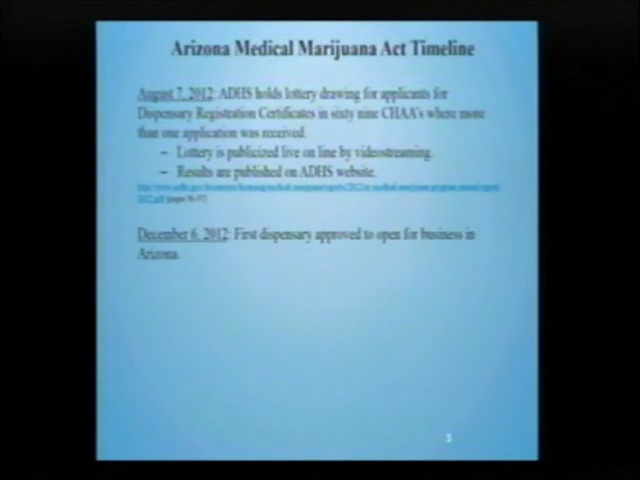 Arizona Medical Marijuana Act Timeline
August 7, 2012: ADHS holds lottery drawing for applicants for
Dispensary Registration Certificates in sixty nine CHAA's where more
than one application was received.
– Lottery is publicized live on line by videostreaming.
– Results are published on ADHS website.
December 6, 2012: First dispensary approved to open for business in
Arizona.
3